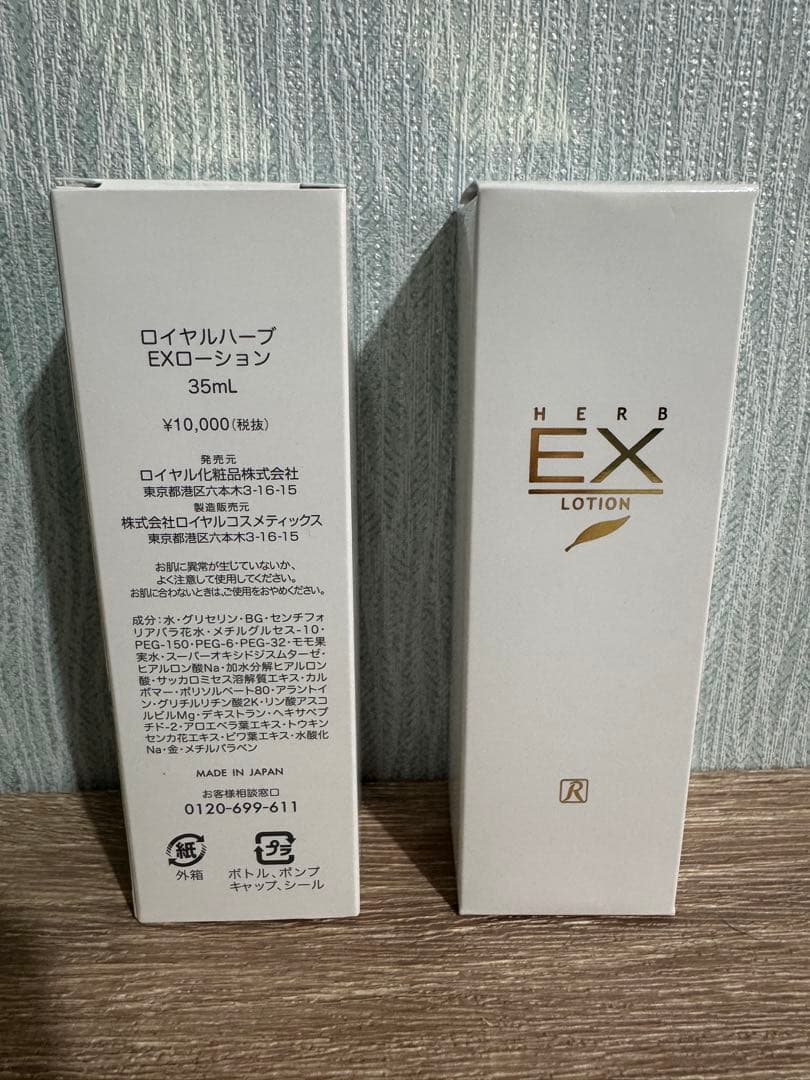 ロイヤルハーブ
EXローション
35mL
¥10,000(税抜)
発売元
ロイヤル化粧品株式会社
東京都港区六本木3-16-15
製造販売元
株式会社ロイヤルコスメティックス
東京都港区六本木3-16-15
お肌に異常が生じていないか、
よく注意して使用してください。
お肌に合わないときは、ご使用をおやめください。
成分:水・グリセリン・BG・センチフォ
リアバラ花水・メチルグルセス-10・
PEG-150・PEG-6・PEG-32・モモ果
実水・スーパーオキシドジスムターゼ・
ヒアルロン酸Na・加水分解ヒアルロン
酸・サッカロミセス溶解質エキス・カル
ボマー・ポリソルベート80・アラントイ
ン・グリチルリチン酸2K・リン酸アスコ
ルビルMg・デキストラン・ヘキサペプ
チド-2・アロエベラ葉エキス・トウキン
センカ花エキス・ビワ葉エキス・水酸化
Na・金・メチルパラベン
MADE IN JAPAN
お客様相談窓口
0120-699-611
紙
外箱
プラ
ボトル、ポンプ
キャップ、シール
HERB
EX
LOTION
R